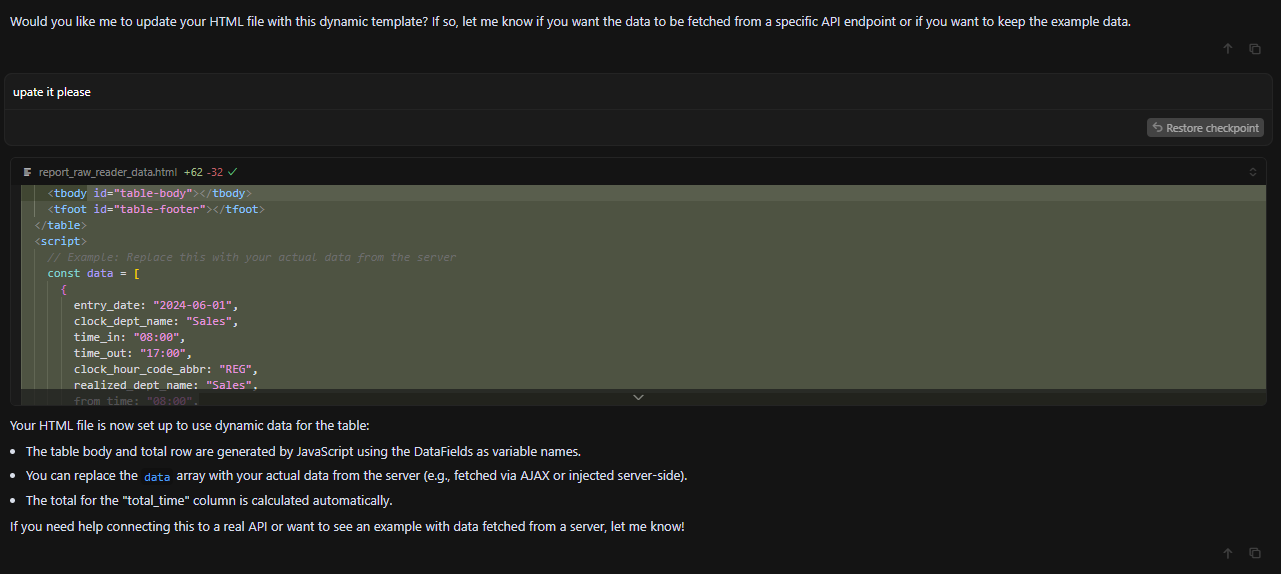 Would you like me to update your HTML file with this dynamic template? If so, let me know if you want the data to be fetched from a specific API endpoint or if you want to keep the example data.
upate it please
Restore checkpoint
report_raw_reader_data.html +62 -32
<tbody id="table-body"></tbody>
<tfoot id="table-footer"></tfoot>
</table>
<script>
// Example: Replace this with your actual data from the server
const data = [
{
entry_date: "2024-06-01",
clock_dept_name: "Sales",
time_in: "08:00",
time_out: "17:00",
clock_hour_code_abbr: "REG",
realized_dept_name: "Sales",
from_time: "08:00",
Your HTML file is now set up to use dynamic data for the table:
• The table body and total row are generated by JavaScript using the DataFields as variable names.
• You can replace the data array with your actual data from the server (e.g., fetched via AJAX or injected server-side).
• The total for the "total_time" column is calculated automatically.
If you need help connecting this to a real API or want to see an example with data fetched from a server, let me know!